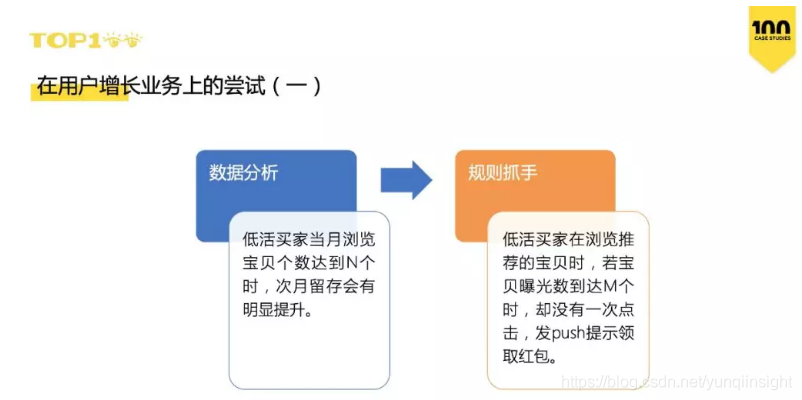 TOP100
100
CASE STUDIES
在用户增长业务上的尝试（一）
数据分析
低活买家当月浏览
宝贝个数达到N个
时，次月留存会有
明显提升。
规则抓手
低活买家在浏览推
荐的宝贝时，若宝
贝曝光数到达M个
时，却没有一次点
击，发push提示领
取红包。
https://blog.csdn.net/yunqiinsight